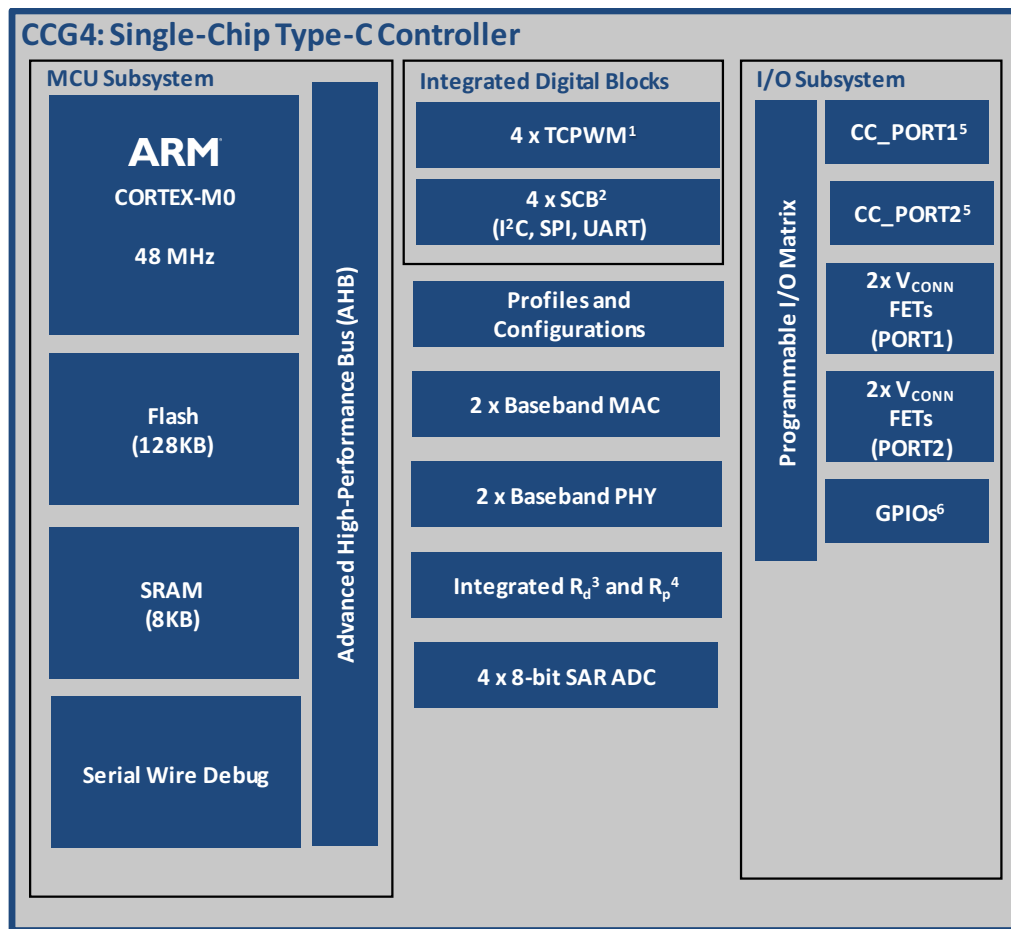 CCG4: Single-Chip Type-C Controller
MCU Subsystem
ARM
CORTEX-M0
48 MHz
Flash
(128KB)
SRAM
(8KB)
Serial Wire Debug
Advanced High-Performance Bus (AHB)
Integrated Digital Blocks
4 x TCPWM¹
4 x SCB²
(I²C, SPI, UART)
Profiles and
Configurations
2 x Baseband MAC
2 x Baseband PHY
Integrated Rd³ and Rp⁴
4 x 8-bit SAR ADC
I/O Subsystem
Programmable I/O Matrix
CC_PORT1⁵
CC_PORT2⁵
2x VCONN
FETs
(PORT1)
2x VCONN
FETs
(PORT2)
GPIOs⁶